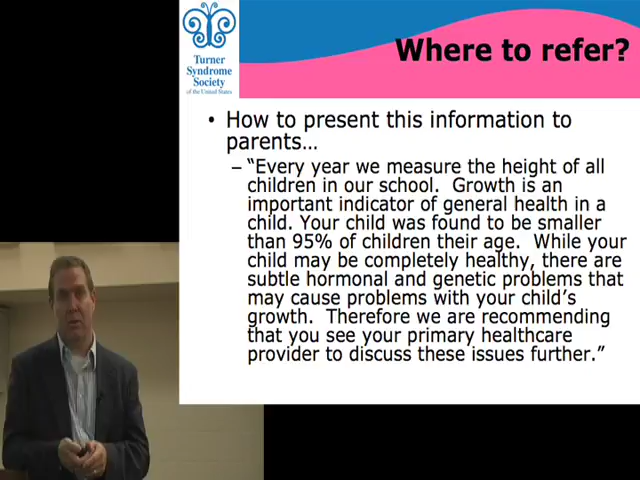 Turner
Syndrome
Society
of the United States
Where to refer?
• How to present this information to
parents…
– “Every year we measure the height of all
children in our school.  Growth is an
important indicator of general health in a
child. Your child was found to be smaller
than 95% of children their age.  While your
child may be completely healthy, there are
subtle hormonal and genetic problems that
may cause problems with your child’s
growth.  Therefore we are recommending
that you see your primary healthcare
provider to discuss these issues further.”